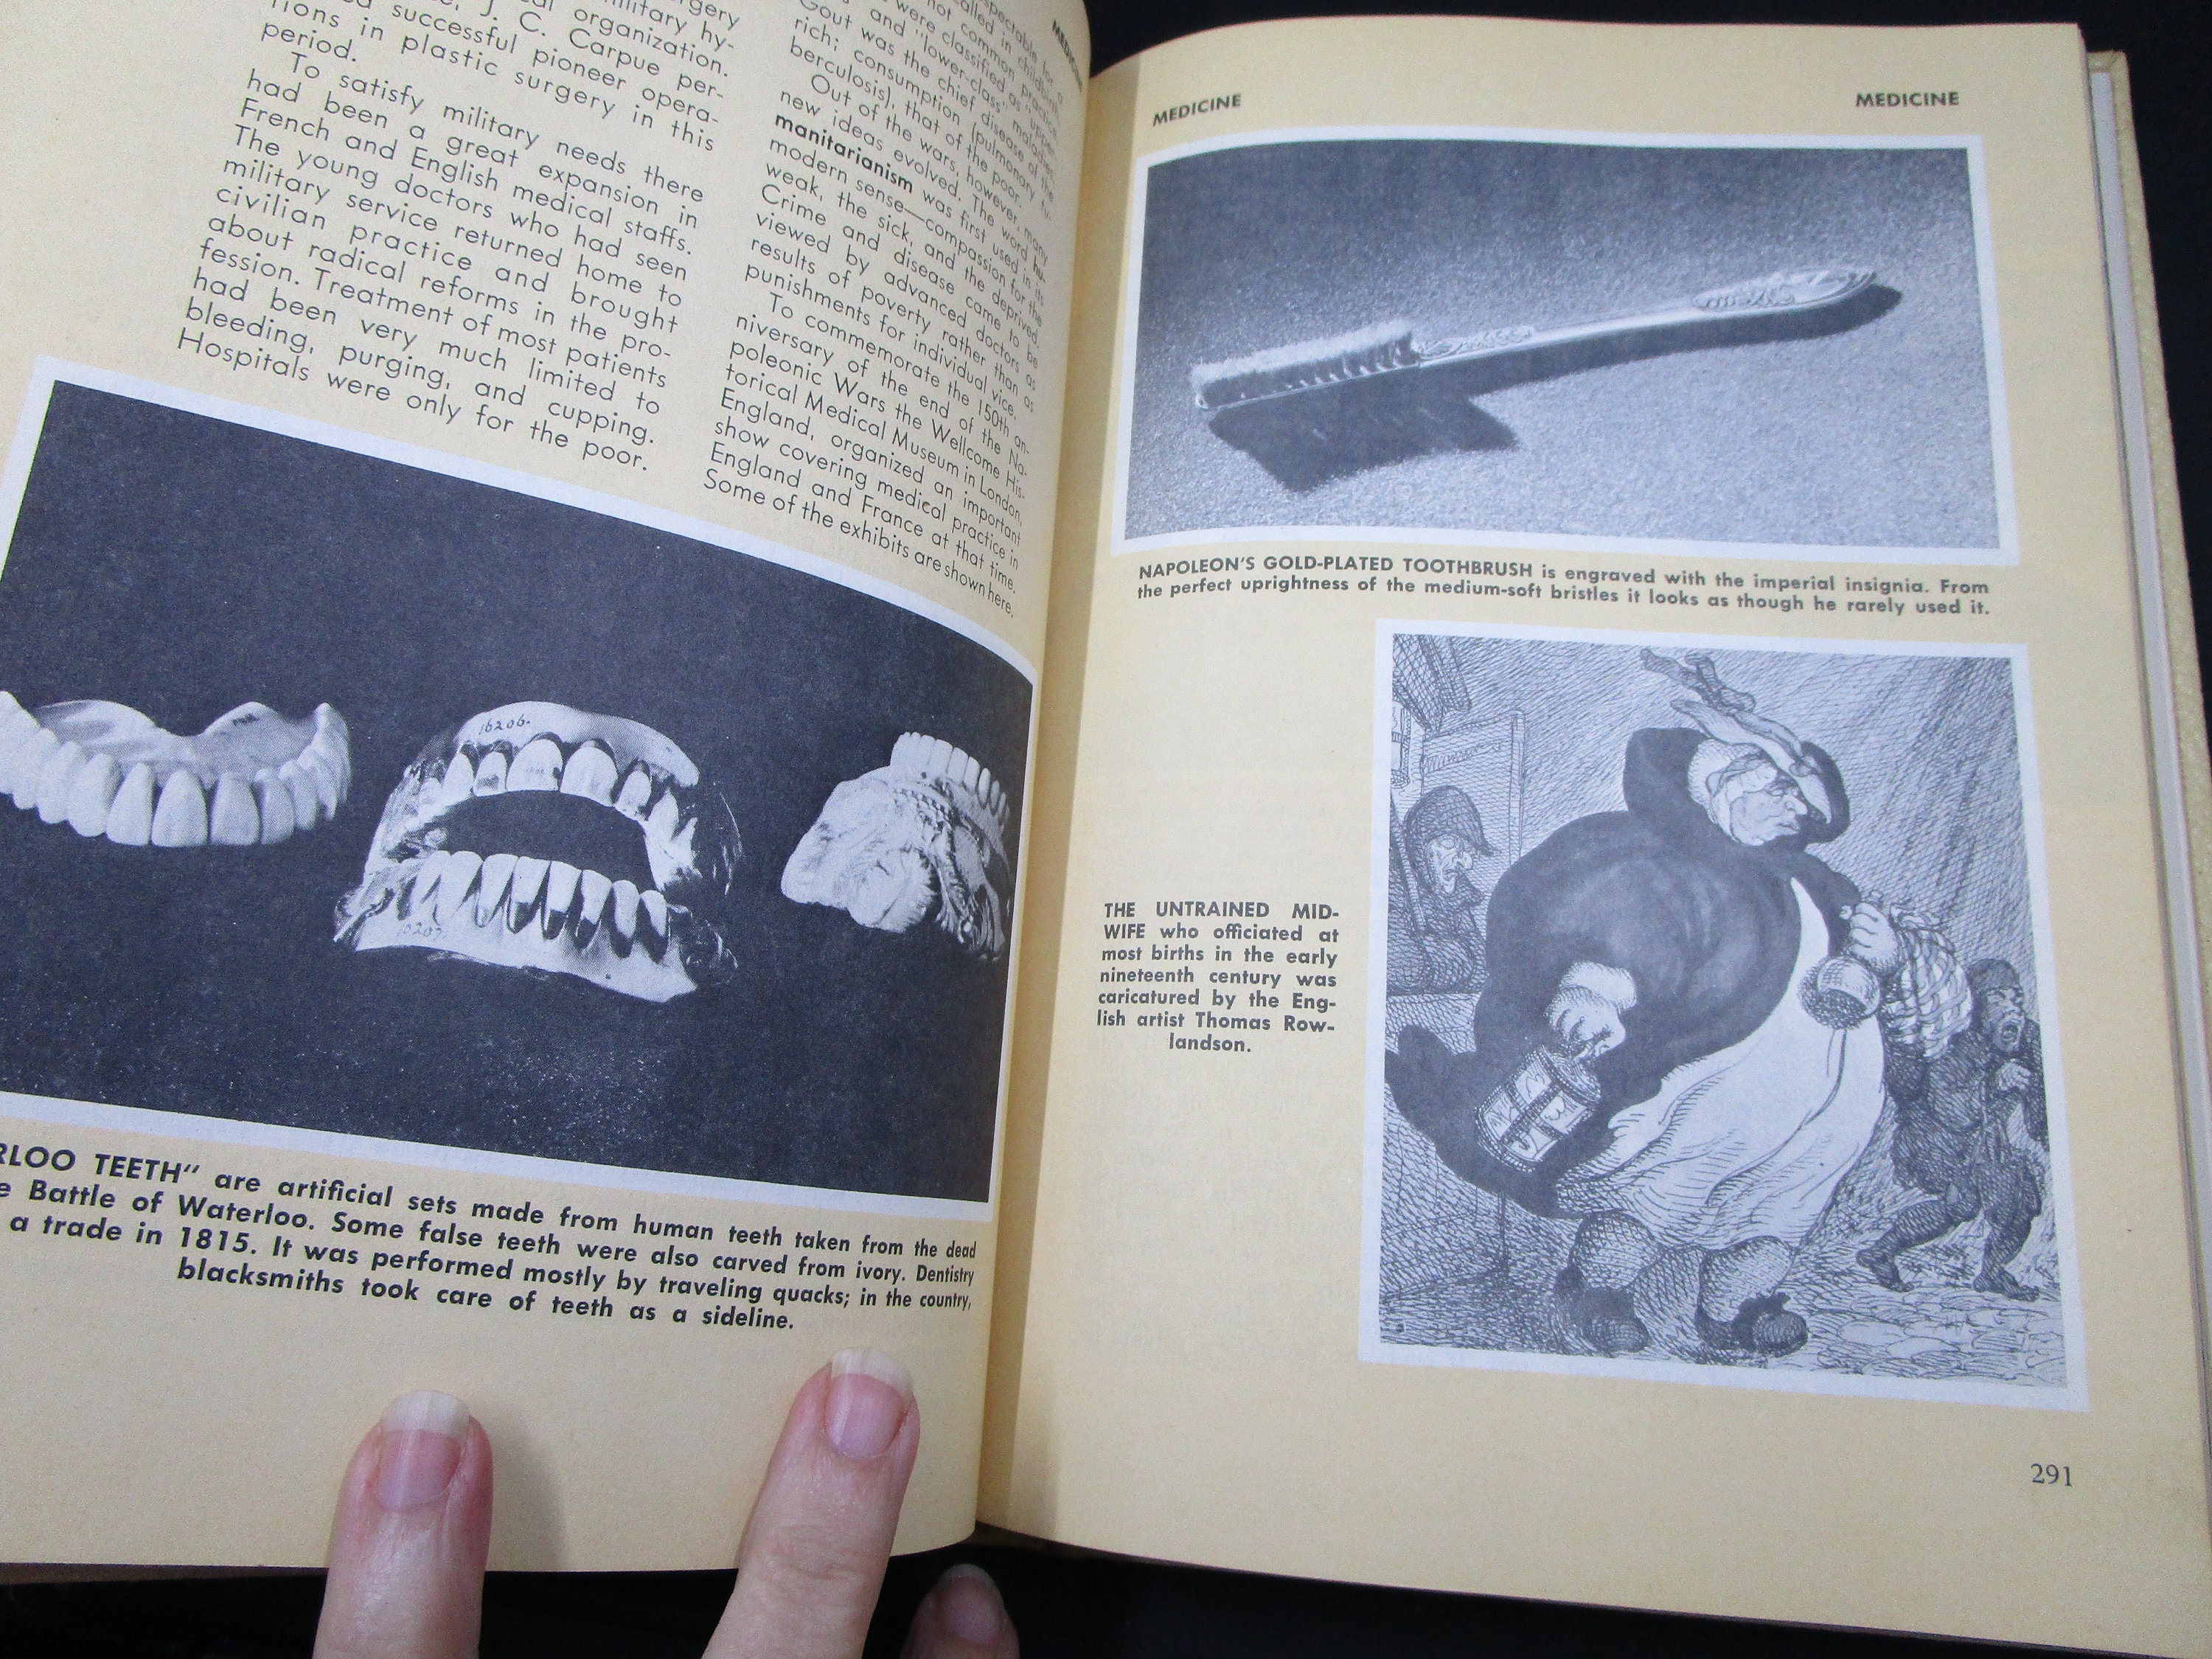 rgery
litary hy-
al organization.
J. C. Carpue per-
successful pioneer opera-
tions in plastic surgery in this
period.
To satisfy military needs there
had been a great expansion in
French and English medical staffs.
The young doctors who had seen
military service returned home to
civilian practice and brought
about radical reforms in the pro-
fession. Treatment of most patients
had been very much limited to
bleeding, purging, and cupping.
Hospitals were only for the poor.
MEDICINE
spectable for a
called in childbirth
not common practice.
were classified as "upper-
and "lower-class" maladies.
Gout was the chief disease of the
rich; consumption (pulmonary tu-
berculosis), that of the poor.
Out of the wars, however, many
new ideas evolved. The word hu-
manitarianism was first used in its
modern sense—compassion for the
weak, the sick, and the deprived.
Crime and disease came to be
viewed by advanced doctors as
results of poverty rather than as
punishments for individual vice.
To commemorate the 150th an-
niversary of the end of the Na-
poleonic Wars the Wellcome His-
torical Medical Museum in London,
England, organized an important
show covering medical practice in
England and France at that time.
Some of the exhibits are shown here.
16206.
RLOO TEETH" are artificial sets made from human teeth taken from the dead
e Battle of Waterloo. Some false teeth were also carved from ivory. Dentistry
a trade in 1815. It was performed mostly by traveling quacks; in the country,
blacksmiths took care of teeth as a sideline.
MEDICINE
MEDICINE
NAPOLEON'S GOLD-PLATED TOOTHBRUSH is engraved with the imperial insignia. From
the perfect uprightness of the medium-soft bristles it looks as though he rarely used it.
THE UNTRAINED MID-
WIFE who officiated at
most births in the early
nineteenth century was
caricatured by the Eng-
lish artist Thomas Row-
landson.
291